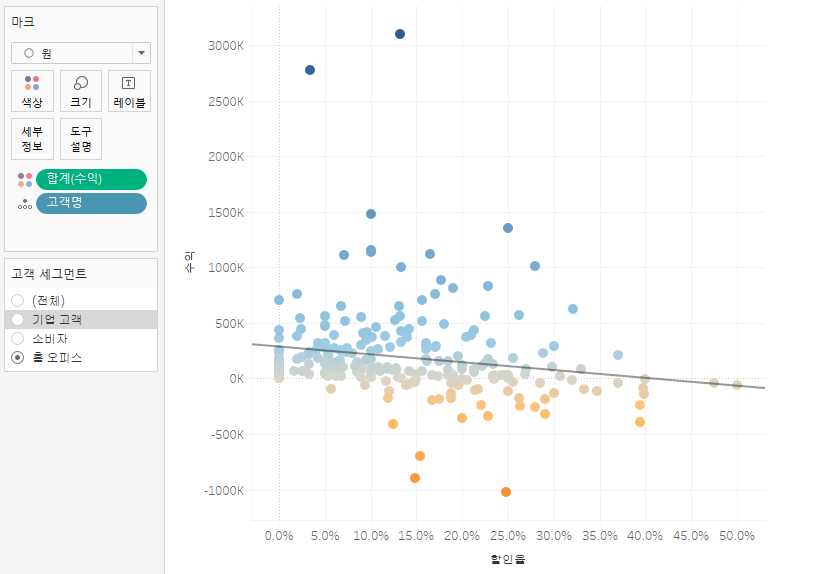 마크
원
색상
크기
레이블
세부
정보
도구
설명
합계(수익)
고객명
고객 세그먼트
(전체)
기업 고객
소비자
홈 오피스
수익
3000K
2500K
2000K
1500K
1000K
500K
0K
-500K
-1000K
0.0% 5.0% 10.0% 15.0% 20.0% 25.0% 30.0% 35.0% 40.0% 45.0% 50.0%
할인율